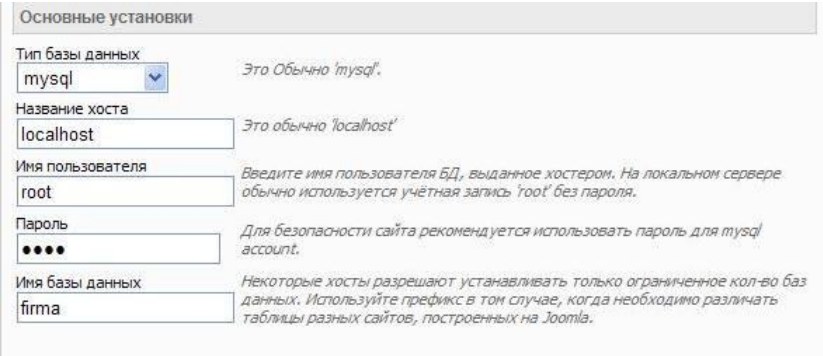 Основные установки
Тип базы данных
mysql
Это Обычно 'mysql'.
Название хоста
localhost
Это обычно 'localhost'
Имя пользователя
root
Введите имя пользователя БД, выданное хостером. На локальном сервере
обычно используется учётная запись 'root' без пароля.
Пароль
••••
Для безопасности сайта рекомендуется использовать пароль для mysql
account.
Имя базы данных
firma
Некоторые хосты разрешают устанавливать только ограниченное кол-во баз
данных. Используйте префикс в том случае, когда необходимо различать
таблицы разных сайтов, построенных на Joomla.